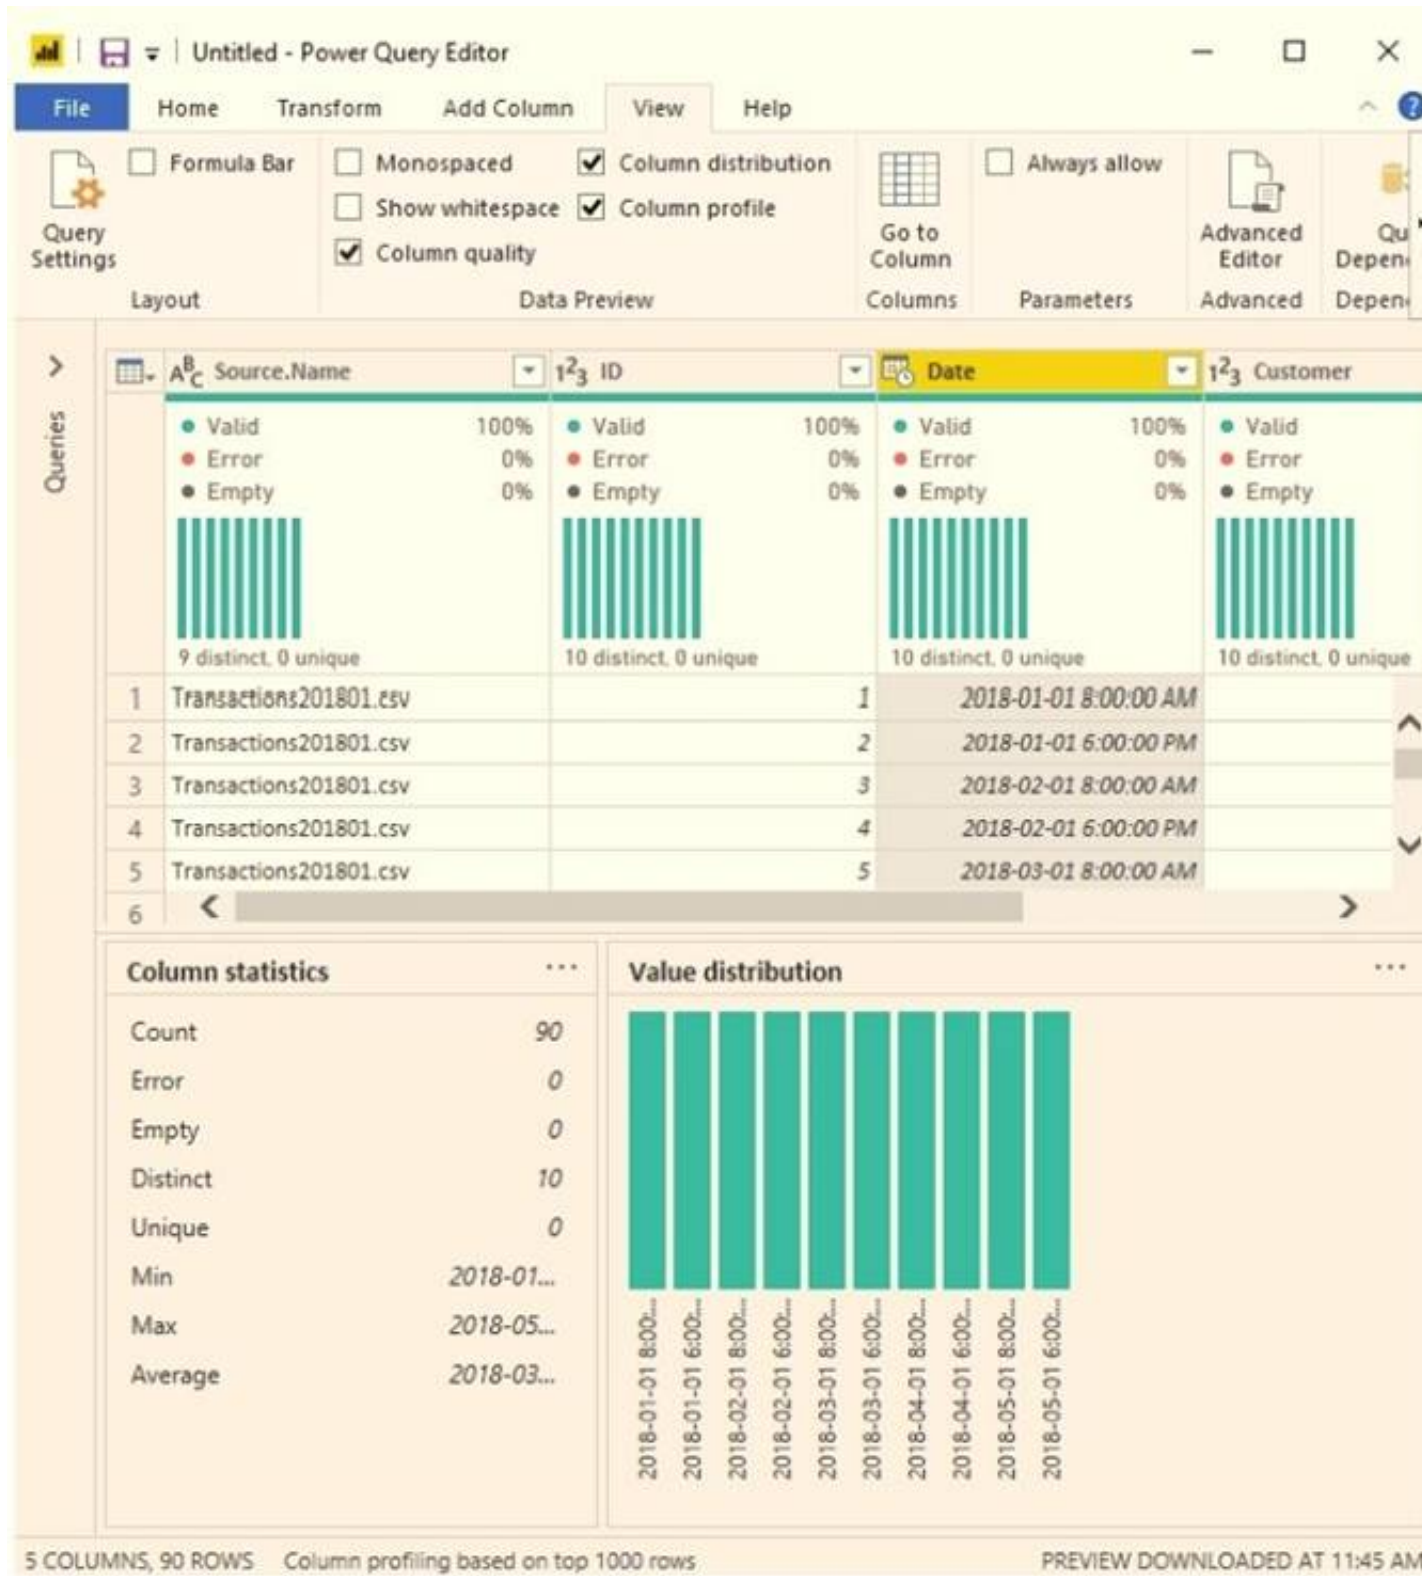 Untitled - Power Query Editor
File Home Transform Add Column View Help
Formula Bar Monospaced Column distribution Always allow
Show whitespace Column profile
Query Settings Column quality Go to Column Advanced Editor Qu Depen
Layout Data Preview Columns Parameters Advanced Depen
Queries
ABC Source.Name 123 ID Date 123 Customer
Valid 100% Valid 100% Valid 100% Valid
Error 0% Error 0% Error 0% Error
Empty 0% Empty 0% Empty 0% Empty
9 distinct, 0 unique 10 distinct, 0 unique 10 distinct, 0 unique 10 distinct, 0 unique
1 Transactions201801.csv 1 2018-01-01 8:00:00 AM
2 Transactions201801.csv 2 2018-01-01 6:00:00 PM
3 Transactions201801.csv 3 2018-02-01 8:00:00 AM
4 Transactions201801.csv 4 2018-02-01 6:00:00 PM
5 Transactions201801.csv 5 2018-03-01 8:00:00 AM
6
Column statistics ... Value distribution ...
Count 90
Error 0
Empty 0
Distinct 10
Unique 0
Min 2018-01...
Max 2018-05...
Average 2018-03...
2018-01-01 8:00:...
2018-01-01 6:00:...
2018-02-01 8:00:...
2018-02-01 6:00:...
2018-03-01 8:00:...
2018-03-01 6:00:...
2018-04-01 8:00:...
2018-04-01 6:00:...
2018-05-01 8:00:...
2018-05-01 6:00:...
5 COLUMNS, 90 ROWS Column profiling based on top 1000 rows PREVIEW DOWNLOADED AT 11:45 AM